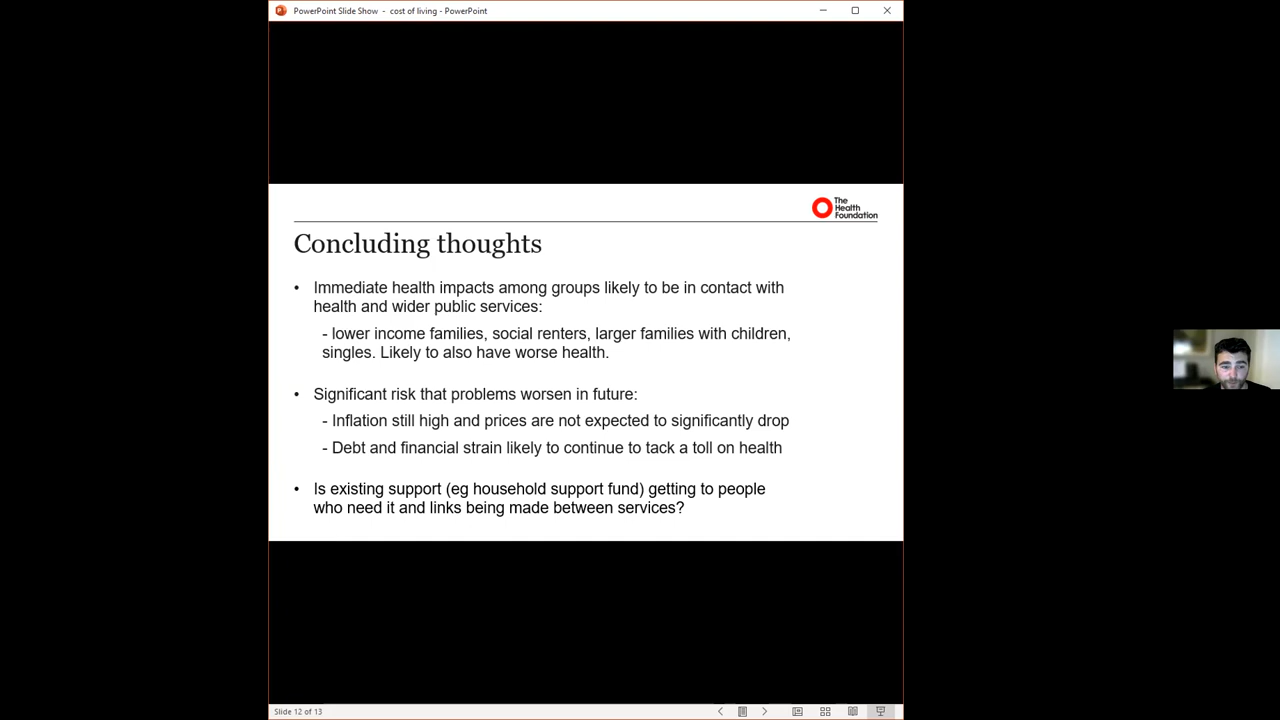 PowerPoint Slide Show - cost of living - PowerPoint
The
Health
Foundation
Concluding thoughts
• Immediate health impacts among groups likely to be in contact with
health and wider public services:
- lower income families, social renters, larger families with children,
singles. Likely to also have worse health.
• Significant risk that problems worsen in future:
- Inflation still high and prices are not expected to significantly drop
- Debt and financial strain likely to continue to tack a toll on health
• Is existing support (eg household support fund) getting to people
who need it and links being made between services?
Slide 12 of 13